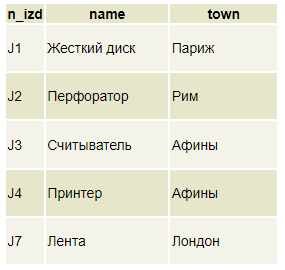 n_izd name town
J1 Жесткий диск Париж
J2 Перфоратор Рим
J3 Считыватель Афины
J4 Принтер Афины
J7 Лента Лондон